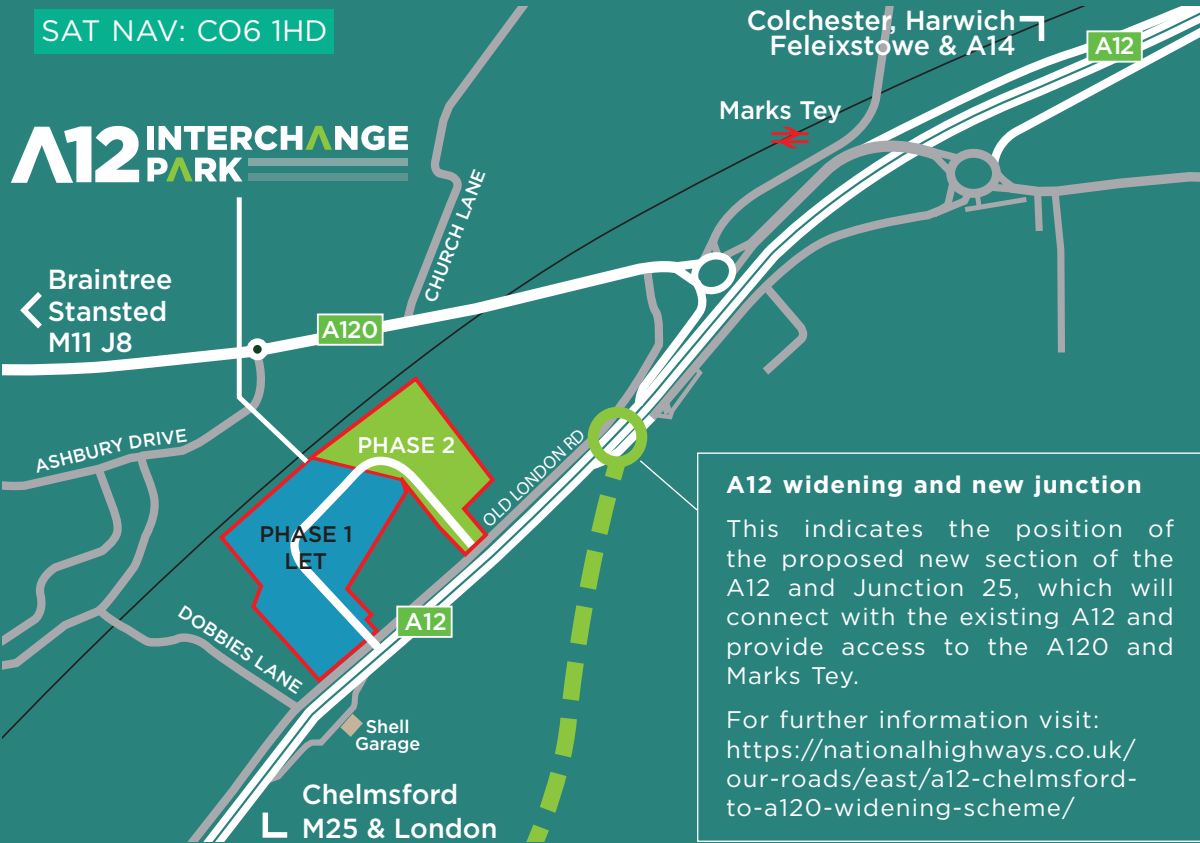 SAT NAV: CO6 1HD
Colchester, Harwich
Feleixstowe & A14
A12
Marks Tey
A12 INTERCHANGE
PARK
CHURCH LANE
Braintree
Stansted
M11 J8
A120
ASHBURY DRIVE
PHASE 2
OLD LONDON RD
PHASE 1
LET
A12
DOBBIES LANE
Shell
Garage
Chelmsford
M25 & London
A12 widening and new junction
This indicates the position of
the proposed new section of the
A12 and Junction 25, which will
connect with the existing A12 and
provide access to the A120 and
Marks Tey.
For further information visit:
https://nationalhighways.co.uk/
our-roads/east/a12-chelmsford-
to-a120-widening-scheme/